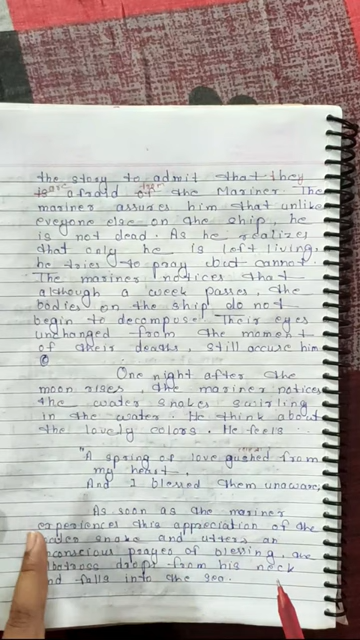 the story to admit that they
are
is afraid from of the Mariner. The
mariner assures him that unlike
everyone else on the ship, he
is not dead. As he realizes
that only he is left living,
he tries to pray but cannot
The mariner notices that
although a week passes, the
bodies on the ship do not
begin to decompose. Their eyes
unchanged from the moment
of their deaths, still accuse him
One night after the
moon rises, the mariner notices
the water snakes swirling
in the water. He think about
the lovely colors. He feels
"A spring of love gushed from
my heart,
And I blessed them unaware,
As soon as the mariner
experiences this appreciation of the
snake and utters an
prayes of blessing, the
drops from his neck
and falls into the sea.